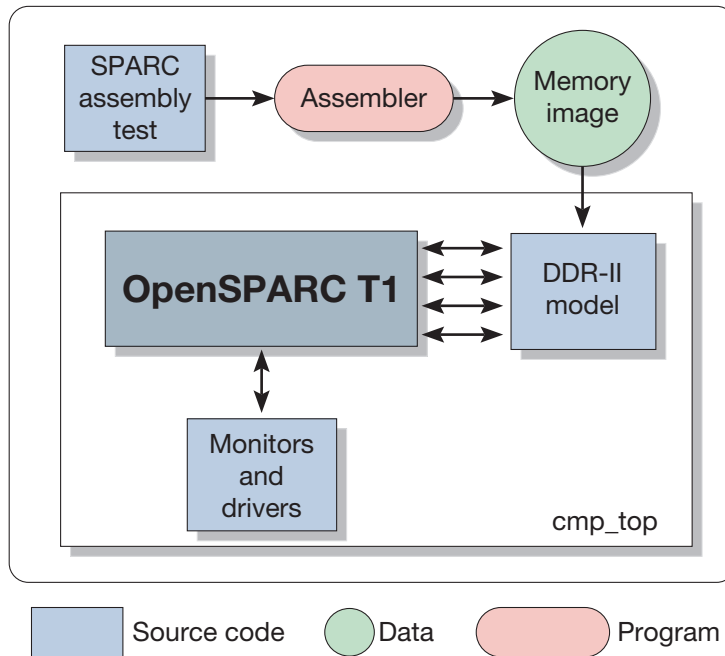 SPARC
assembly
test
Assembler
Memory
image
OpenSPARC T1
DDR-II
model
Monitors
and
drivers
cmp_top
Source code
Data
Program